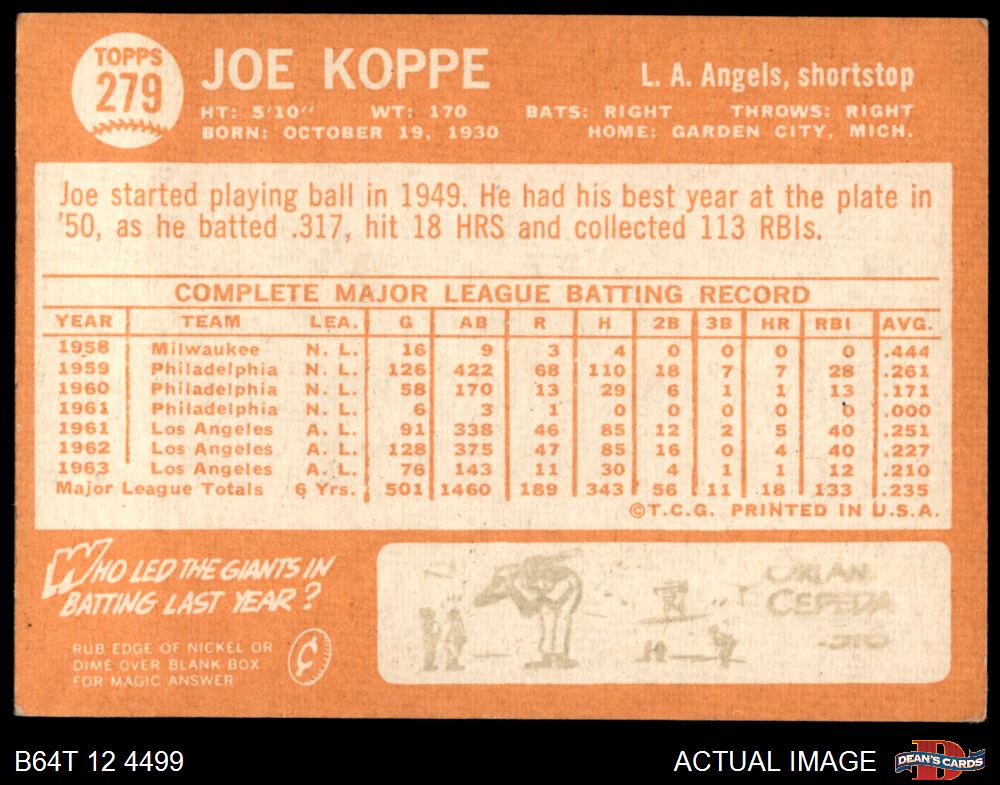 TOPPS
279
JOE KOPPE
L. A. Angels, shortstop
HT: 5'10" WT: 170 BATS: RIGHT THROWS: RIGHT
BORN: OCTOBER 19, 1930 HOME: GARDEN CITY, MICH.
Joe started playing ball in 1949. He had his best year at the plate in
'50, as he batted .317, hit 18 HRS and collected 113 RBIs.
COMPLETE MAJOR LEAGUE BATTING RECORD
YEAR TEAM LEA. G AB R H 2B 3B HR RBI AVG.
1958 Milwaukee N. L. 16 9 3 4 0 0 0 0 .444
1959 Philadelphia N. L. 126 422 68 110 18 7 7 28 .261
1960 Philadelphia N. L. 58 170 13 29 6 1 1 13 .171
1961 Philadelphia N. L. 6 3 1 0 0 0 0 0 .000
1961 Los Angeles A. L. 91 338 46 85 12 2 5 40 .251
1962 Los Angeles A. L. 128 375 47 85 16 0 4 40 .227
1963 Los Angeles A. L. 76 143 11 30 4 1 1 12 .210
Major League Totals 6 Yrs. 501 1460 189 343 56 11 18 133 .235
©T.C.G. PRINTED IN U.S.A.
WHO LED THE GIANTS IN
BATTING LAST YEAR?
RUB EDGE OF NICKEL OR
DIME OVER BLANK BOX
FOR MAGIC ANSWER
¢
ORLAN
CEPEDA
.316
B64T 12 4499
ACTUAL IMAGE
D
DEAN'S CARDS